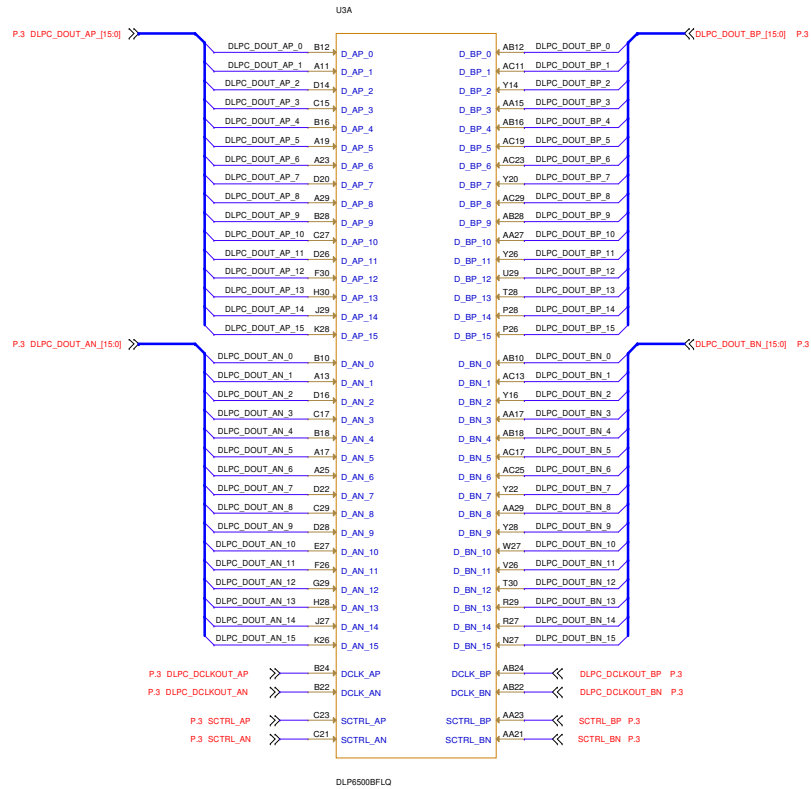 U3A
P.3 DLPC_DOUT_AP_[15:0] DLPC_DOUT_BP_[15:0] P.3
DLPC_DOUT_AP_0 B12 D_AP_0 D_BP_0 AB12 DLPC_DOUT_BP_0
DLPC_DOUT_AP_1 A11 D_AP_1 D_BP_1 AC11 DLPC_DOUT_BP_1
DLPC_DOUT_AP_2 D14 D_AP_2 D_BP_2 Y14 DLPC_DOUT_BP_2
DLPC_DOUT_AP_3 C15 D_AP_3 D_BP_3 AA15 DLPC_DOUT_BP_3
DLPC_DOUT_AP_4 B16 D_AP_4 D_BP_4 AB16 DLPC_DOUT_BP_4
DLPC_DOUT_AP_5 A19 D_AP_5 D_BP_5 AC19 DLPC_DOUT_BP_5
DLPC_DOUT_AP_6 A23 D_AP_6 D_BP_6 AC23 DLPC_DOUT_BP_6
DLPC_DOUT_AP_7 D20 D_AP_7 D_BP_7 Y20 DLPC_DOUT_BP_7
DLPC_DOUT_AP_8 A29 D_AP_8 D_BP_8 AC29 DLPC_DOUT_BP_8
DLPC_DOUT_AP_9 B28 D_AP_9 D_BP_9 AB28 DLPC_DOUT_BP_9
DLPC_DOUT_AP_10 C27 D_AP_10 D_BP_10 AA27 DLPC_DOUT_BP_10
DLPC_DOUT_AP_11 D26 D_AP_11 D_BP_11 Y26 DLPC_DOUT_BP_11
DLPC_DOUT_AP_12 F30 D_AP_12 D_BP_12 U29 DLPC_DOUT_BP_12
DLPC_DOUT_AP_13 H30 D_AP_13 D_BP_13 T28 DLPC_DOUT_BP_13
DLPC_DOUT_AP_14 J29 D_AP_14 D_BP_14 P28 DLPC_DOUT_BP_14
DLPC_DOUT_AP_15 K28 D_AP_15 D_BP_15 P26 DLPC_DOUT_BP_15
P.3 DLPC_DOUT_AN_[15:0] DLPC_DOUT_BN_[15:0] P.3
DLPC_DOUT_AN_0 B10 D_AN_0 D_BN_0 AB10 DLPC_DOUT_BN_0
DLPC_DOUT_AN_1 A13 D_AN_1 D_BN_1 AC13 DLPC_DOUT_BN_1
DLPC_DOUT_AN_2 D16 D_AN_2 D_BN_2 Y16 DLPC_DOUT_BN_2
DLPC_DOUT_AN_3 C17 D_AN_3 D_BN_3 AA17 DLPC_DOUT_BN_3
DLPC_DOUT_AN_4 B18 D_AN_4 D_BN_4 AB18 DLPC_DOUT_BN_4
DLPC_DOUT_AN_5 A17 D_AN_5 D_BN_5 AC17 DLPC_DOUT_BN_5
DLPC_DOUT_AN_6 A25 D_AN_6 D_BN_6 AC25 DLPC_DOUT_BN_6
DLPC_DOUT_AN_7 D22 D_AN_7 D_BN_7 Y22 DLPC_DOUT_BN_7
DLPC_DOUT_AN_8 C29 D_AN_8 D_BN_8 AA29 DLPC_DOUT_BN_8
DLPC_DOUT_AN_9 D28 D_AN_9 D_BN_9 Y28 DLPC_DOUT_BN_9
DLPC_DOUT_AN_10 E27 D_AN_10 D_BN_10 W27 DLPC_DOUT_BN_10
DLPC_DOUT_AN_11 F26 D_AN_11 D_BN_11 V26 DLPC_DOUT_BN_11
DLPC_DOUT_AN_12 G29 D_AN_12 D_BN_12 T30 DLPC_DOUT_BN_12
DLPC_DOUT_AN_13 H28 D_AN_13 D_BN_13 R29 DLPC_DOUT_BN_13
DLPC_DOUT_AN_14 J27 D_AN_14 D_BN_14 R27 DLPC_DOUT_BN_14
DLPC_DOUT_AN_15 K26 D_AN_15 D_BN_15 N27 DLPC_DOUT_BN_15
P.3 DLPC_DCLKOUT_AP B24 DCLK_AP DCLK_BP AB24 DLPC_DCLKOUT_BP P.3
P.3 DLPC_DCLKOUT_AN B22 DCLK_AN DCLK_BN AB22 DLPC_DCLKOUT_BN P.3
P.3 SCTRL_AP C23 SCTRL_AP SCTRL_BP AA23 SCTRL_BP P.3
P.3 SCTRL_AN C21 SCTRL_AN SCTRL_BN AA21 SCTRL_BN P.3
DLP6500BFLQ